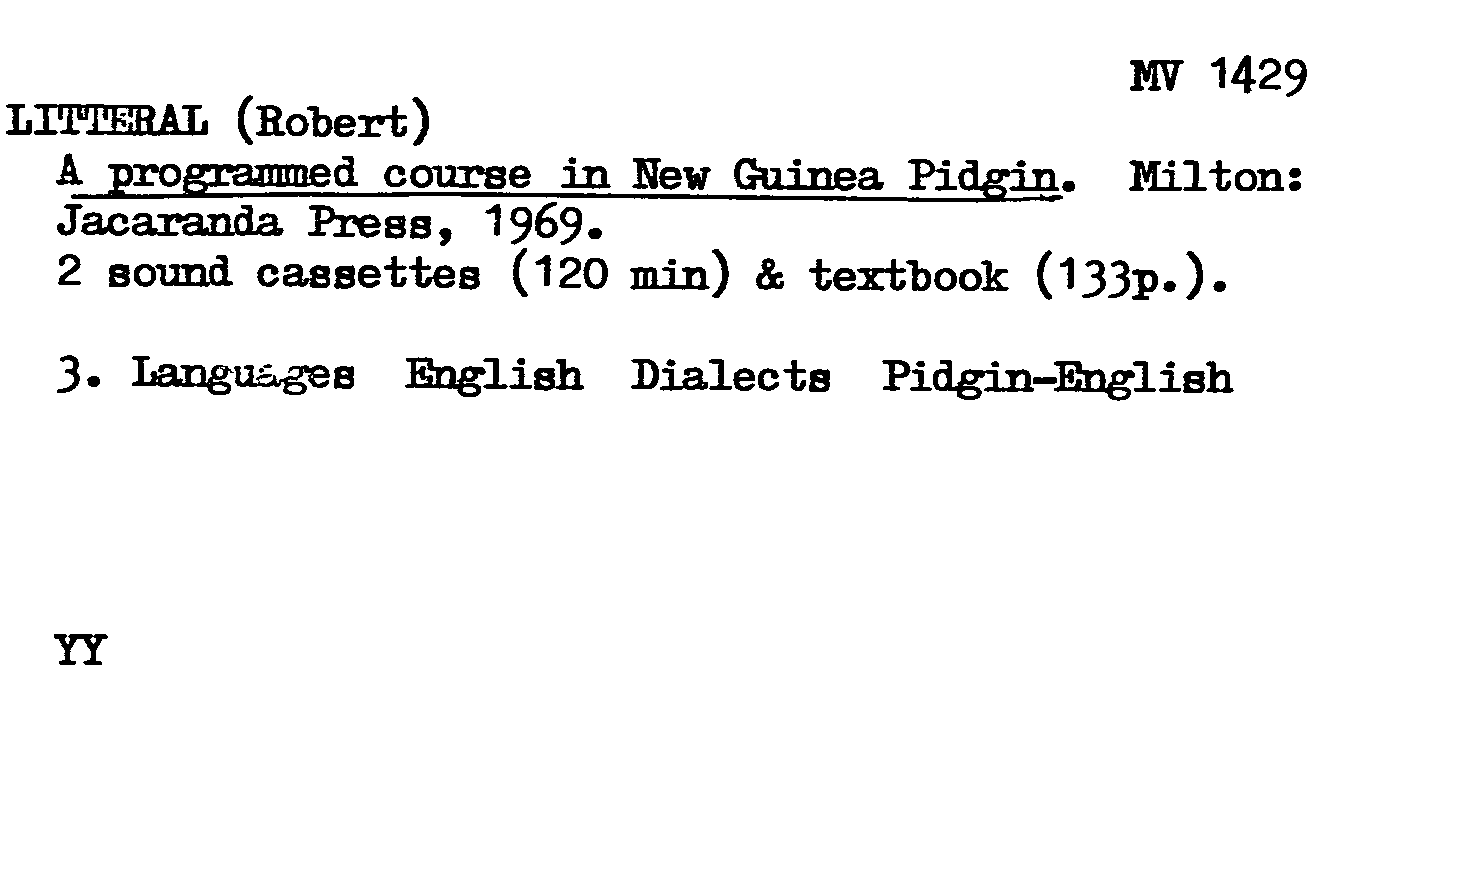 MV 1429
LITTERAL (Robert)
A programmed course in New Guinea Pidgin. Milton:
Jacaranda Press, 1969.
2 sound cassettes (120 min) & textbook (133p.).
3. Languages English Dialects Pidgin-English
YY